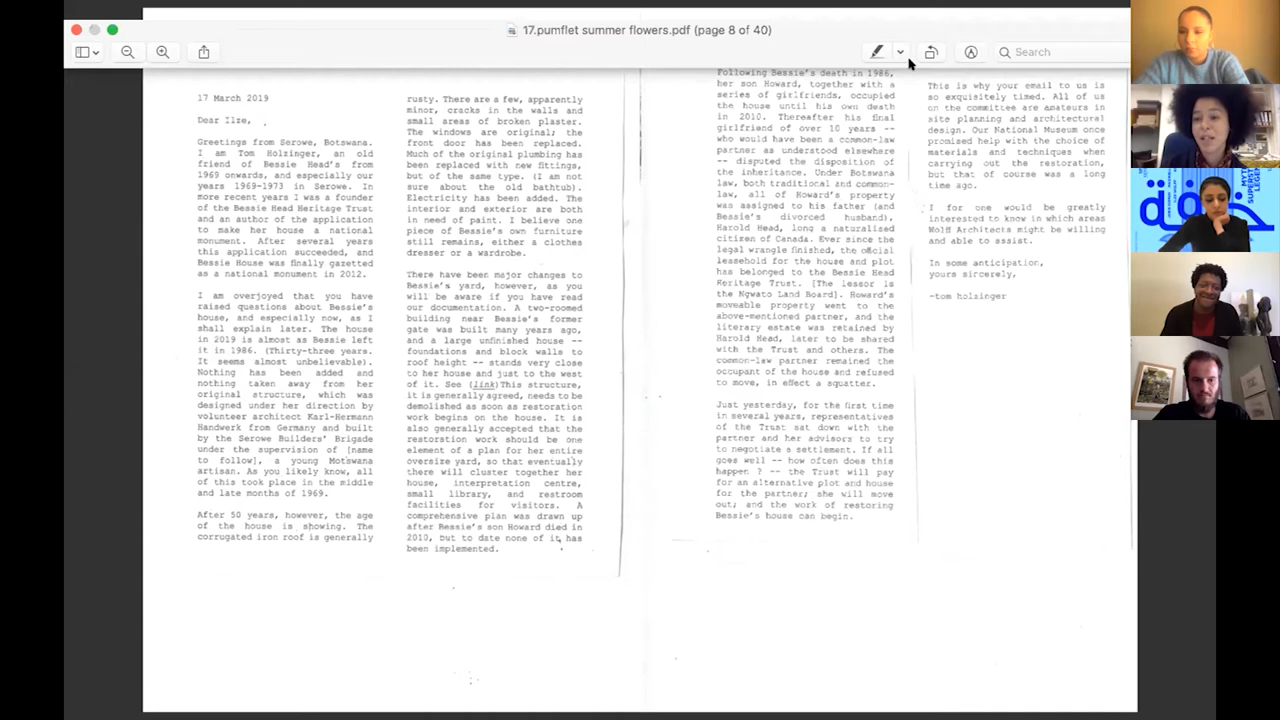 17.pumflet summer flowers.pdf (page 8 of 40)
Search
17 March 2019
Dear Ilze,
Greetings from Serowe, Botswana.
I am Tom Holzinger, an old
friend of Bessie Head's from
1969 onwards, and especially our
years 1969-1973 in Serowe. In
more recent years I was a founder
of the Bessie Head Heritage Trust
and an author of the application
to make her house a national
monument. After several years
this application succeeded, and
Bessie House was finally gazetted
as a national monument in 2012.
I am overjoyed that you have
raised questions about Bessie's
house, and especially now, as I
shall explain later. The house
in 2019 is almost as Bessie left
it in 1986. (Thirty-three years.
It seems almost unbelievable).
Nothing has been added and
nothing taken away from her
original structure, which was
designed under her direction by
volunteer architect Karl-Hermann
Handwerk from Germany and built
by the Serowe Builders' Brigade
under the supervision of [name
to follow], a young Motswana
artisan. As you likely know, all
of this took place in the middle
and late months of 1969.
After 50 years, however, the age
of the house is showing. The
corrugated iron roof is generally
rusty. There are a few, apparently
minor, cracks in the walls and
small areas of broken plaster.
The windows are original; the
front door has been replaced.
Much of the original plumbing has
been replaced with new fittings,
but of the same type. (I am not
sure about the old bathtub).
Electricity has been added. The
interior and exterior are both
in need of paint. I believe one
piece of Bessie's own furniture
still remains, either a clothes
dresser or a wardrobe.
There have been major changes to
Bessie's yard, however, as you
will be aware if you have read
our documentation. A two-roomed
building near Bessie's former
gate was built many years ago,
and a large unfinished house --
foundations and block walls to
roof height -- stands very close
to her house and just to the west
of it. See (link)This structure,
it is generally agreed, needs to be
demolished as soon as restoration
work begins on the house. It is
also generally accepted that the
restoration work should be one
element of a plan for her entire
oversize yard, so that eventually
there will cluster together her
house, interpretation centre,
small library, and restroom
facilities for visitors. A
comprehensive plan was drawn up
after Bessie's son Howard died in
2010, but to date none of it has
been implemented.
Following Bessie's death in 1986,
her son Howard, together with a
series of girlfriends, occupied
the house until his own death
in 2010. Thereafter his final
girlfriend of over 10 years --
who would have been a common-law
partner as understood elsewhere
-- disputed the disposition of
the inheritance. Under Botswana
law, both traditional and common-
law, all of Howard's property
was assigned to his father (and
Bessie's divorced husband),
Harold Head, long a naturalised
citizen of Canada. Ever since the
legal wrangle finished, the official
leasehold for the house and plot
has belonged to the Bessie Head
Heritage Trust. [The lessor is
the Ngwato Land Board]. Howard's
moveable property went to the
above-mentioned partner, and the
literary estate was retained by
Harold Head, later to be shared
with the Trust and others. The
common-law partner remained the
occupant of the house and refused
to move, in effect a squatter.
Just yesterday, for the first time
in several years, representatives
of the Trust sat down with the
partner and her advisors to try
to negotiate a settlement. If all
goes well -- how often does this
happen ? -- the Trust will pay
for an alternative plot and house
for the partner; she will move
out; and the work of restoring
Bessie's house can begin.
This is why your email to us is
so exquisitely timed. All of us
on the committee are amateurs in
site planning and architectural
design. Our National Museum once
promised help with the choice of
materials and techniques when
carrying out the restoration,
but that of course was a long
time ago.
I for one would be greatly
interested to know in which areas
Wolff Architects might be willing
and able to assist.
In some anticipation,
yours sincerely,
-tom holzinger